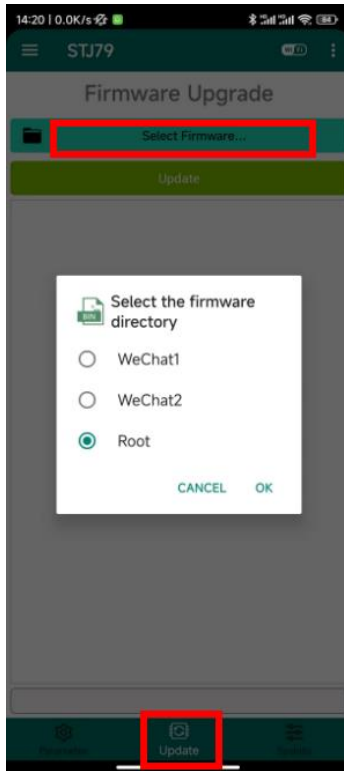 14:20 | 0.0K/s
STJ79
Firmware Upgrade
Select Firmware...
Update
BIN
Select the firmware
directory
WeChat1
WeChat2
Root
CANCEL OK
Update